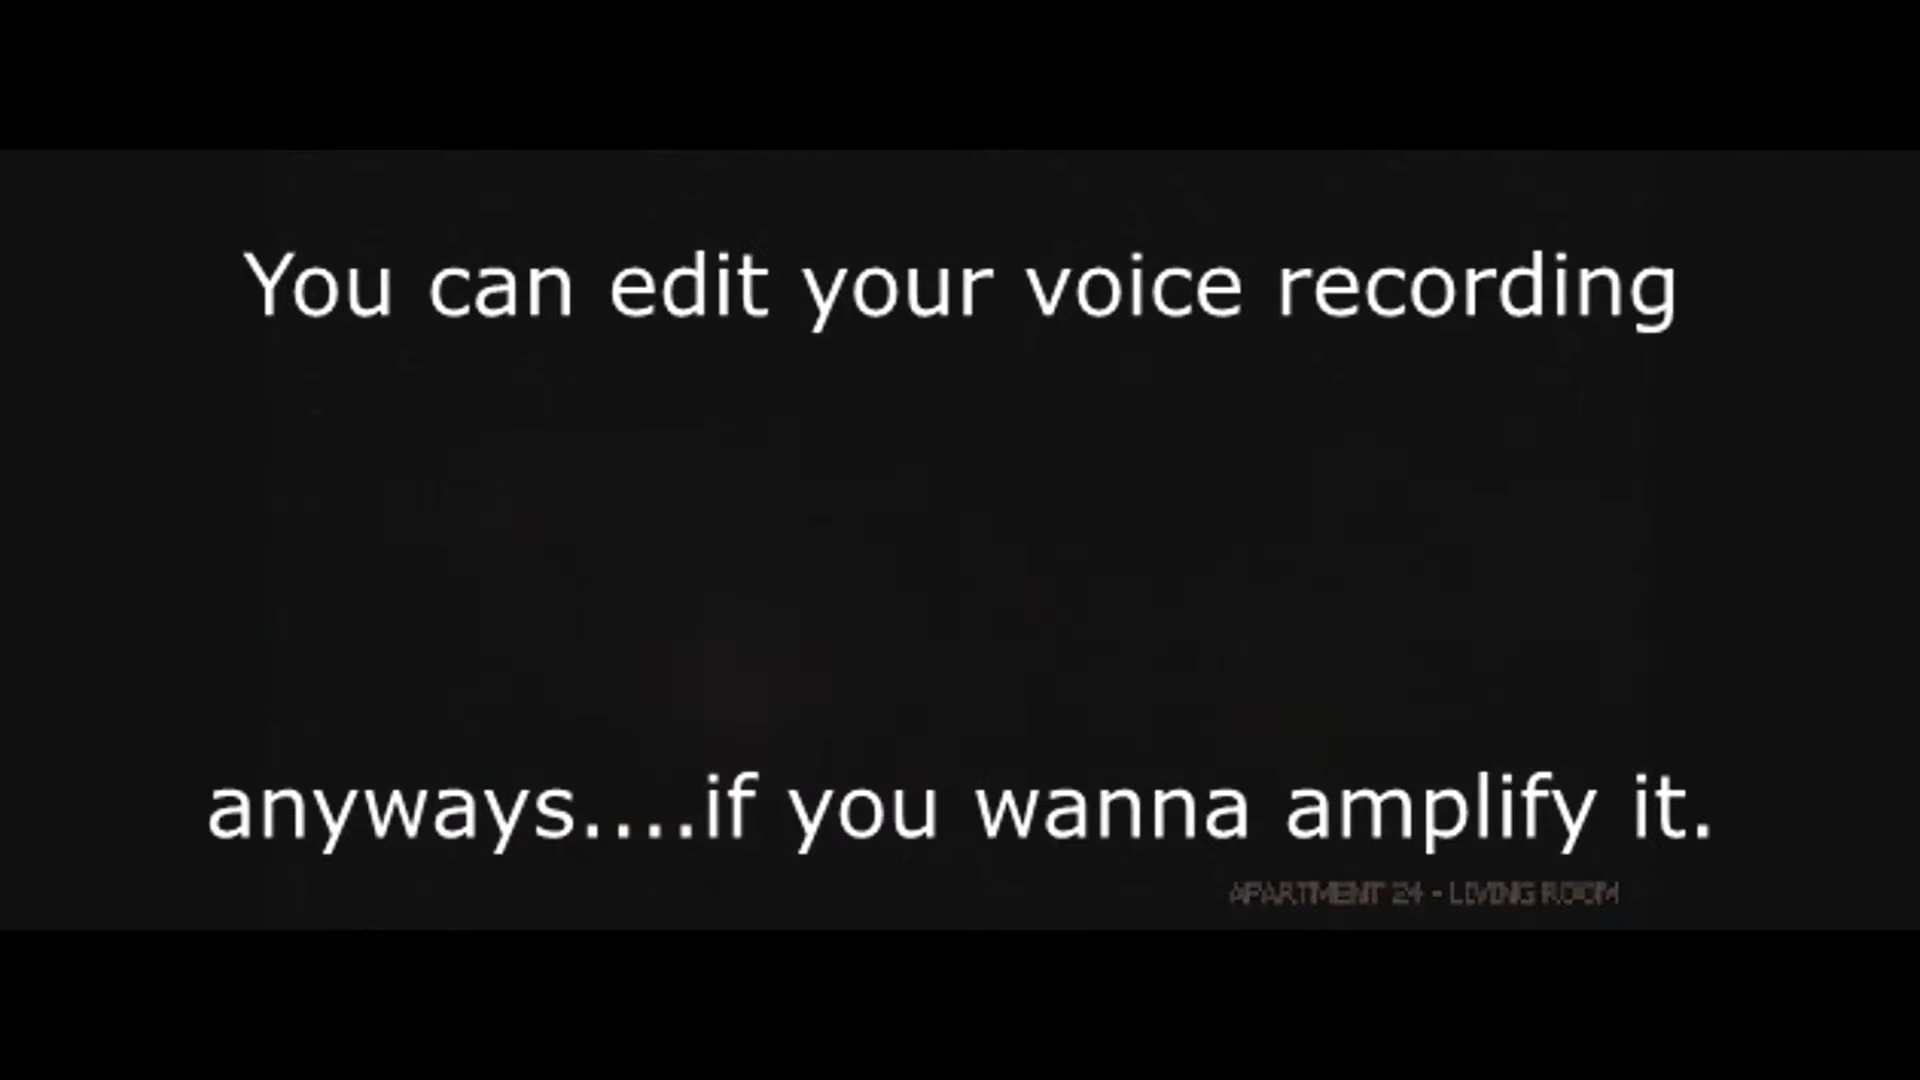 You can edit your voice recording
anyways....if you wanna amplify it.
APARTMENT 24 - LIVING ROOM